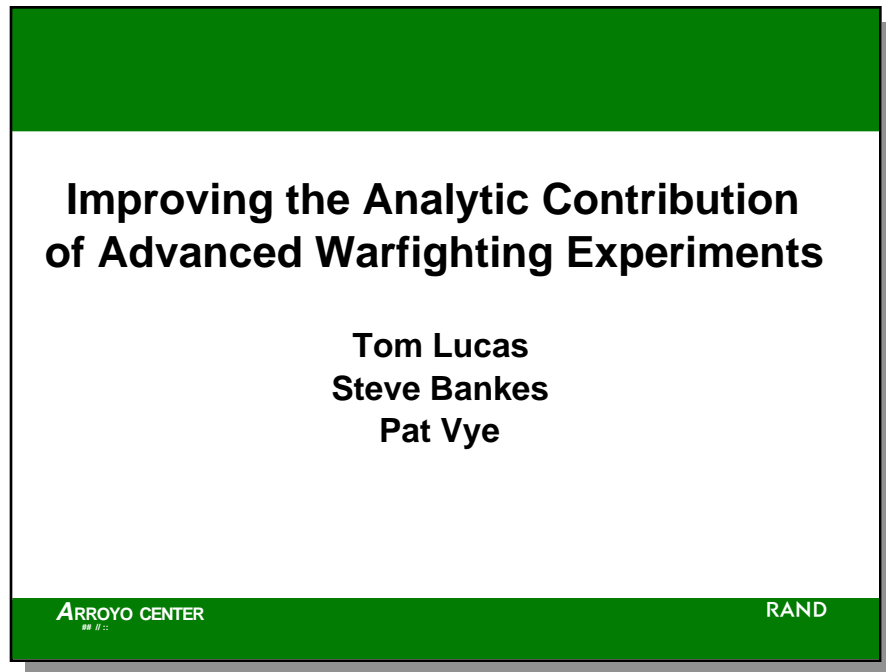 Improving the Analytic Contribution
of Advanced Warfighting Experiments
Tom Lucas
Steve Bankes
Pat Vye
ARROYO CENTER
## // ::
RAND